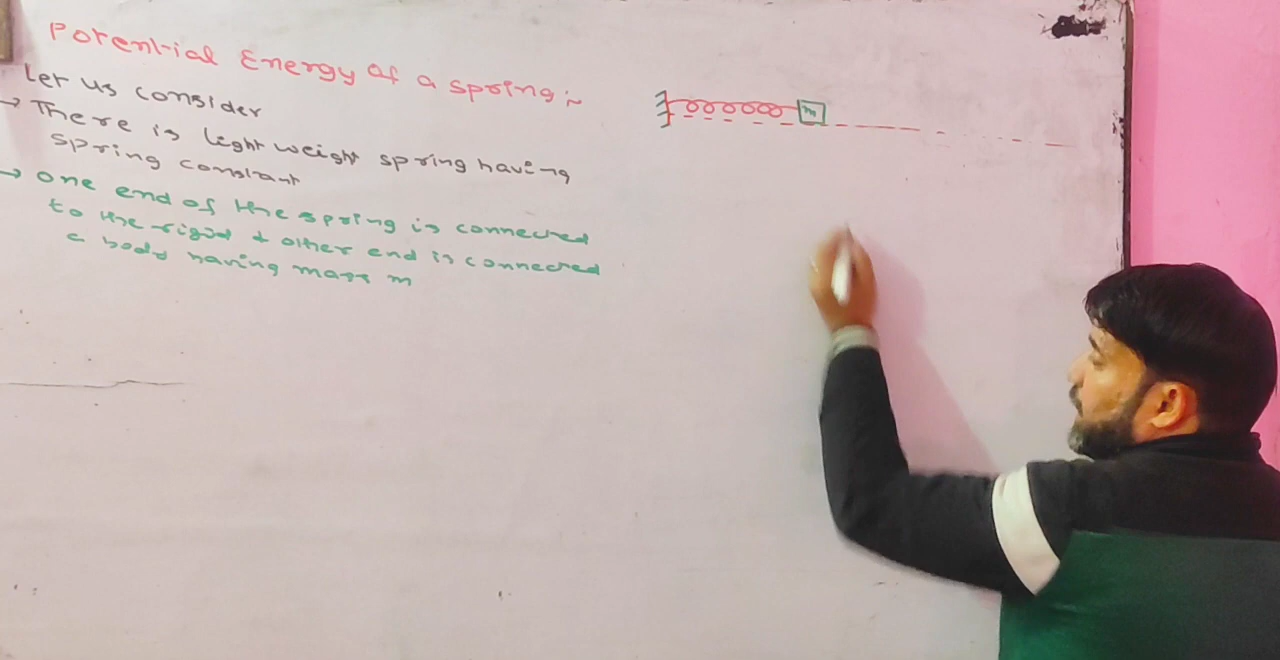 Potential Energy of a spring :~
Let us consider
→ There is light weight spring having
spring constant
→ one end of the spring is connected
to the rigid & other end is connected
a body having mass m
m